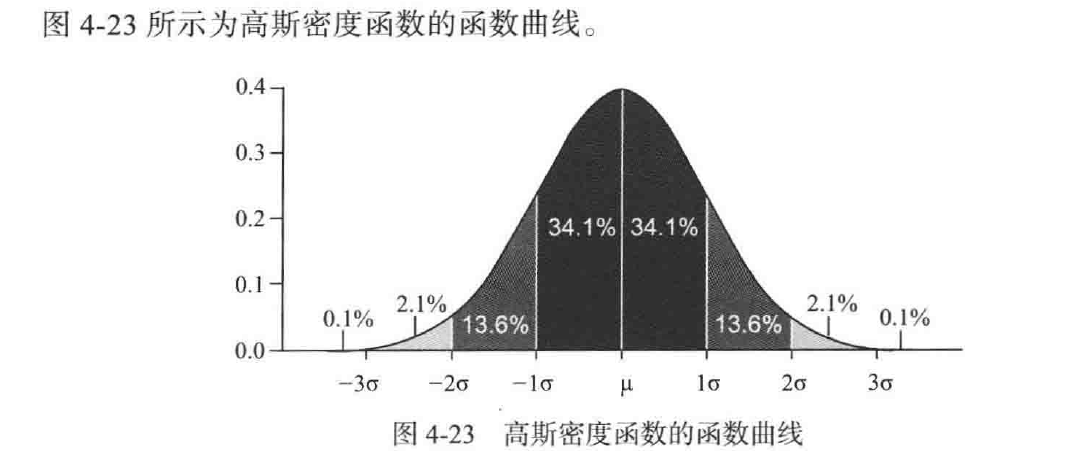 图 4-23 所示为高斯密度函数的函数曲线。
0.4
0.3
0.2
34.1% 34.1%
0.1
0.1% 2.1% 13.6% 13.6% 2.1% 0.1%
0.0
−3σ −2σ −1σ μ 1σ 2σ 3σ
图 4-23 高斯密度函数的函数曲线